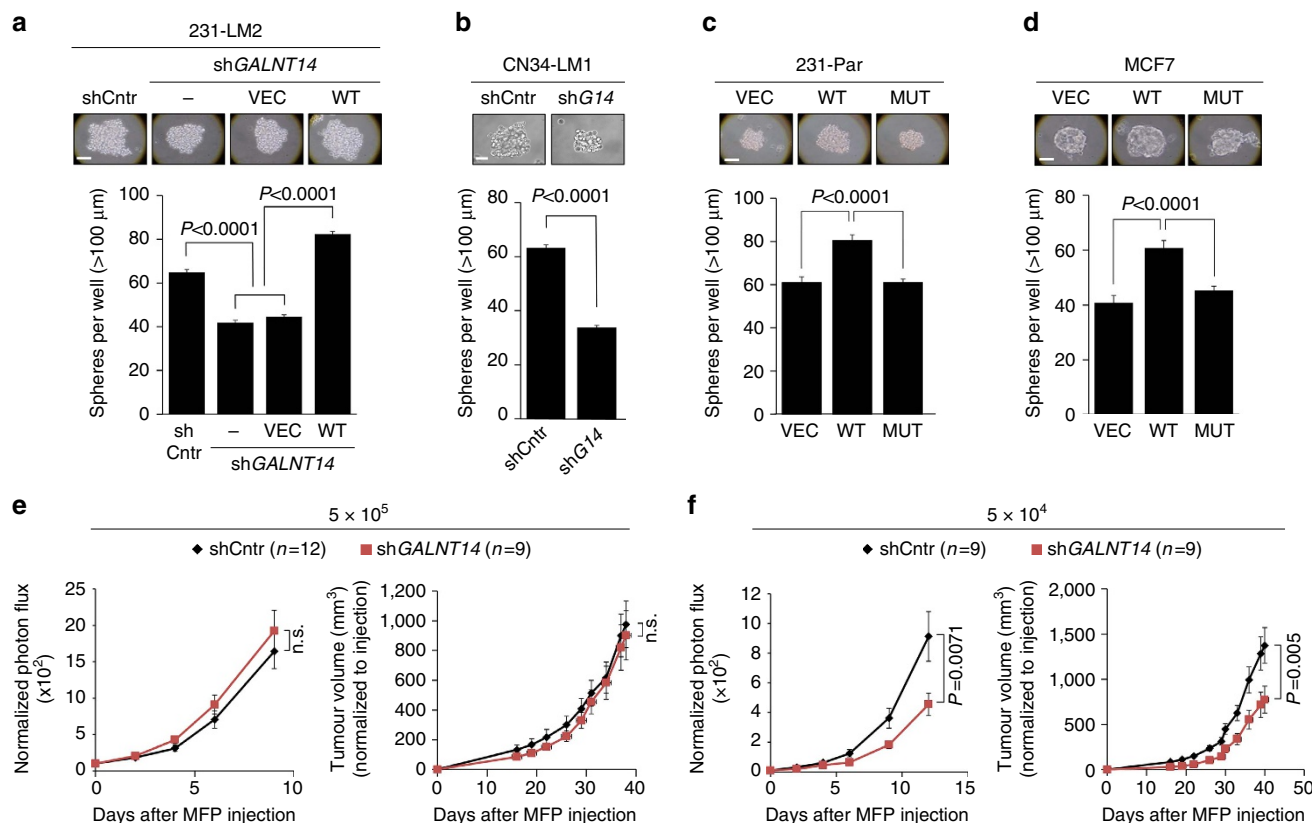 a
231-LM2
shGALNT14
shCntr – VEC WT
Spheres per well (>100 μm)
100
80
60
40
20
0
P<0.0001
P<0.0001
sh
Cntr
– VEC WT
shGALNT14
b
CN34-LM1
shCntr shG14
Spheres per well (>100 μm)
80
60
40
20
0
P<0.0001
shCntr shG14
c
231-Par
VEC WT MUT
Spheres per well (>100 μm)
100
80
60
40
20
0
P<0.0001
VEC WT MUT
d
MCF7
VEC WT MUT
Spheres per well (>100 μm)
80
60
40
20
0
P<0.0001
VEC WT MUT
e
5 × 10⁵
shCntr (n=12) shGALNT14 (n=9)
Normalized photon flux
(x10²)
25
20
15
10
5
0
n.s.
0 5 10
Days after MFP injection
Tumour volume (mm³)
(normalized to injection)
1,200
1,000
800
600
400
200
0
n.s.
0 10 20 30 40
Days after MFP injection
f
5 × 10⁴
shCntr (n=9) shGALNT14 (n=9)
Normalized photon flux
(×10²)
12
10
8
6
4
2
0
P=0.0071
0 5 10 15
Days after MFP injection
Tumour volume (mm³)
(normalized to injection)
2,000
1,500
1,000
500
0
P=0.005
0 10 20 30 40 50
Days after MFP injection